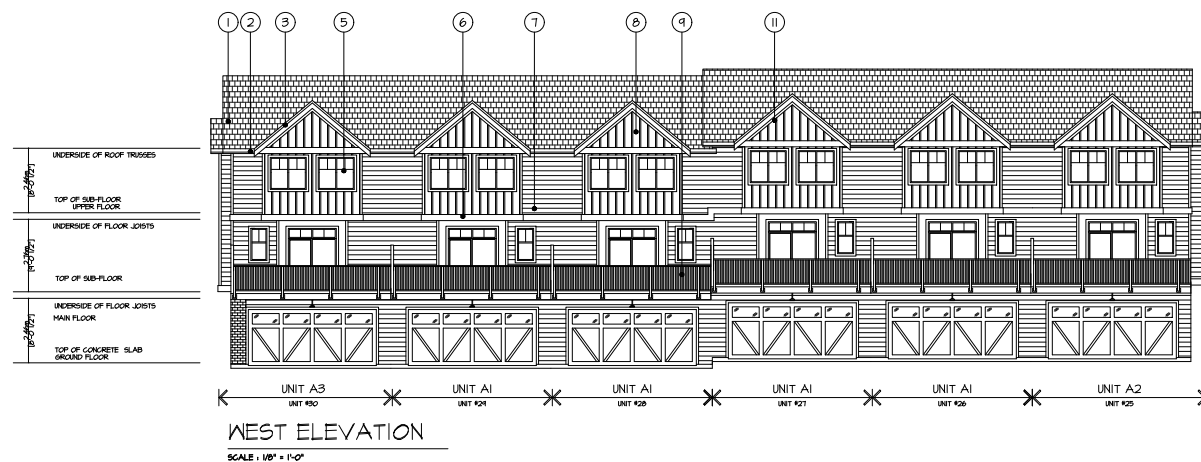 1 2 3 5 6 7 8 9 11
UNDERSIDE OF ROOF TRUSSES
TOP OF SUB-FLOOR
UPPER FLOOR
UNDERSIDE OF FLOOR JOISTS
TOP OF SUB-FLOOR
UNDERSIDE OF FLOOR JOISTS
MAIN FLOOR
TOP OF CONCRETE SLAB
GROUND FLOOR
UNIT A3 UNIT A1 UNIT A1 UNIT A1 UNIT A1 UNIT A2
UNIT #30 UNIT #29 UNIT #28 UNIT #27 UNIT #26 UNIT #25
WEST ELEVATION
SCALE : 1/8" = 1'-0"